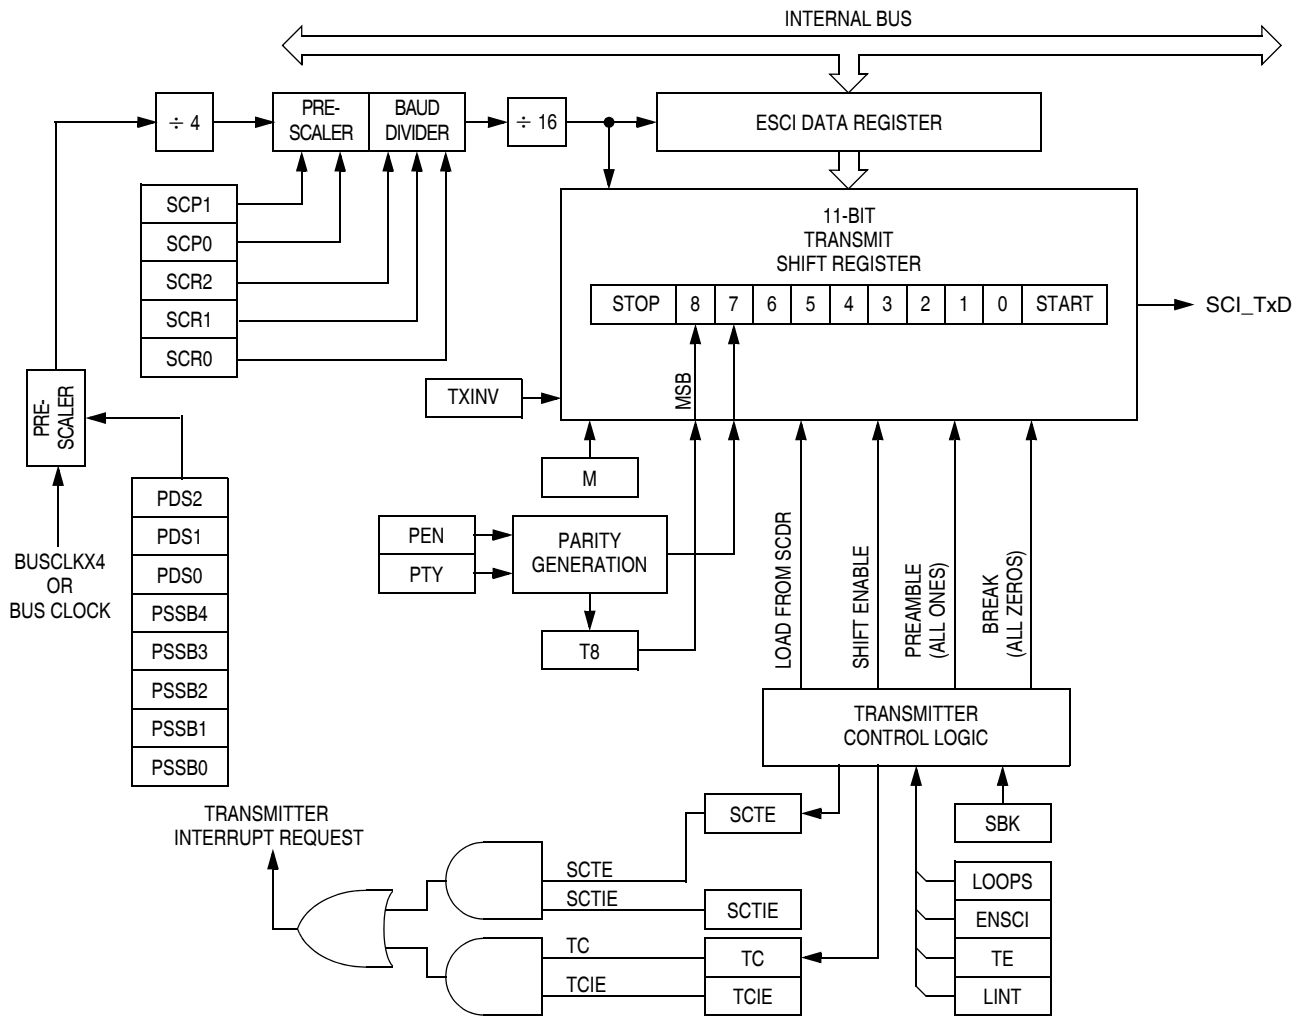 INTERNAL BUS
÷ 4
PRE-
SCALER
BAUD
DIVIDER
÷ 16
ESCI DATA REGISTER
SCP1
SCP0
SCR2
SCR1
SCR0
11-BIT
TRANSMIT
SHIFT REGISTER
STOP 8 7 6 5 4 3 2 1 0 START
SCI_TxD
TXINV
MSB
PRE-
SCALER
M
PDS2
PDS1
PDS0
PSSB4
PSSB3
PSSB2
PSSB1
PSSB0
BUSCLKX4
OR
BUS CLOCK
PEN
PTY
PARITY
GENERATION
T8
LOAD FROM SCDR
SHIFT ENABLE
PREAMBLE
(ALL ONES)
BREAK
(ALL ZEROS)
TRANSMITTER
CONTROL LOGIC
TRANSMITTER
INTERRUPT REQUEST
SCTE
SBK
SCTE
SCTIE
SCTIE
TC
TC
TCIE
TCIE
LOOPS
ENSCI
TE
LINT